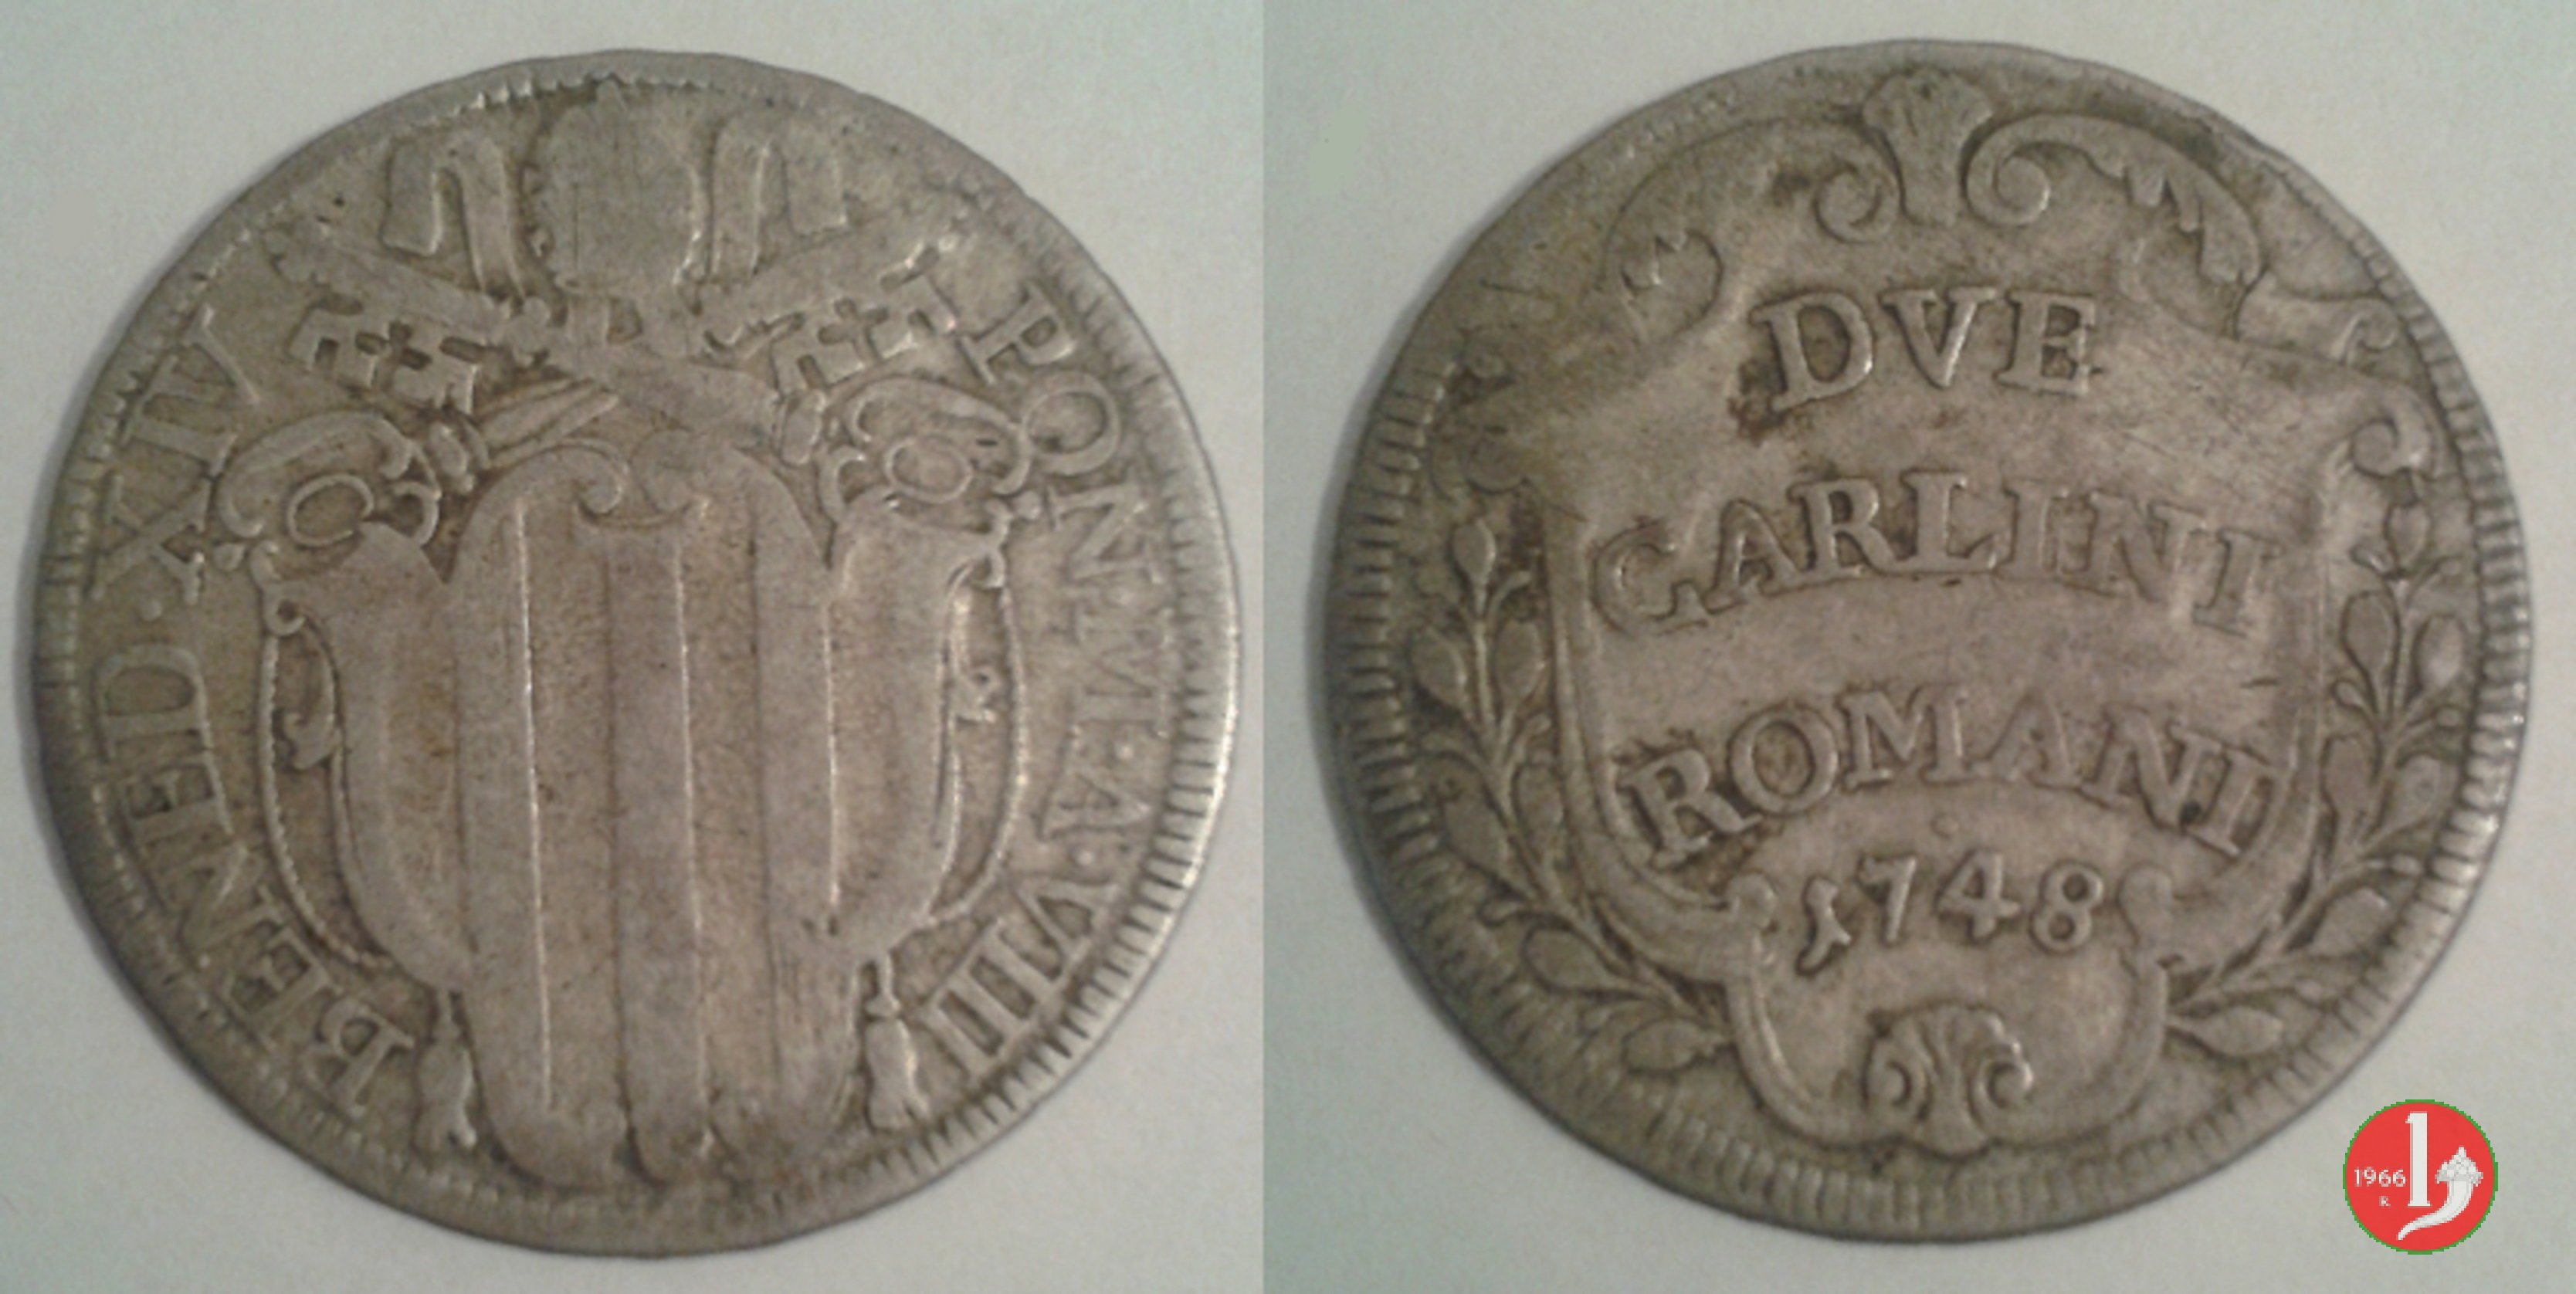 BENED·XIV
PON·M·A·VIII
DVE
CARLINI
ROMANI
1748
1966
R